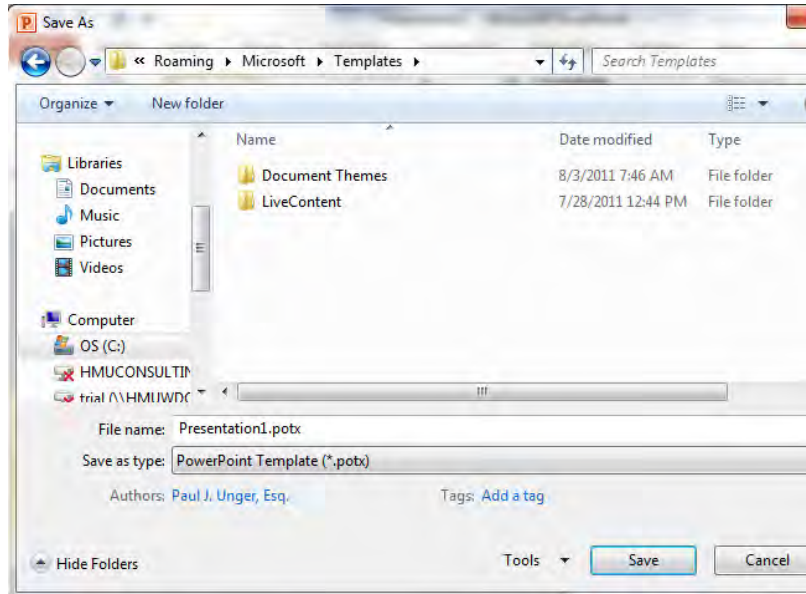 Save As
« Roaming ▸ Microsoft ▸ Templates ▸ Search Templates
Organize New folder
Name Date modified Type
Libraries
Documents
Music
Pictures
Videos
Computer
OS (C:)
HMUCONSULTIN
trial (\\HMUWDC
Document Themes 8/3/2011 7:46 AM File folder
LiveContent 7/28/2011 12:44 PM File folder
File name: Presentation1.potx
Save as type: PowerPoint Template (*.potx)
Authors: Paul J. Unger, Esq. Tags: Add a tag
Hide Folders Tools Save Cancel